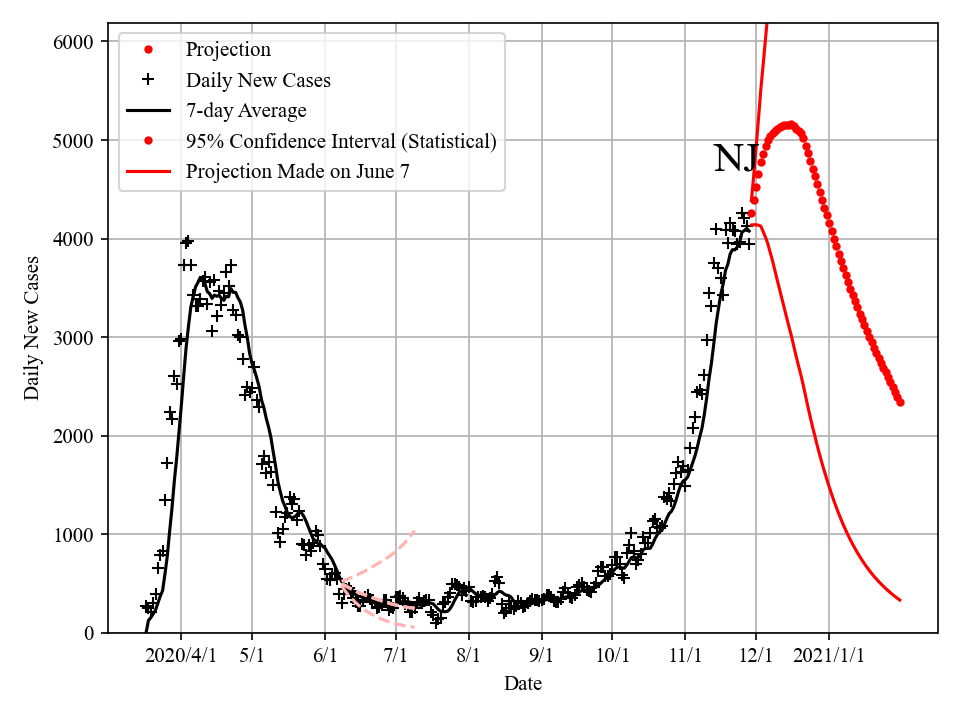 6000
5000
4000
3000
2000
1000
0
Daily New Cases
Projection
Daily New Cases
7-day Average
95% Confidence Interval (Statistical)
Projection Made on June 7
NJ
2020/4/1 5/1 6/1 7/1 8/1 9/1 10/1 11/1 12/1 2021/1/1
Date